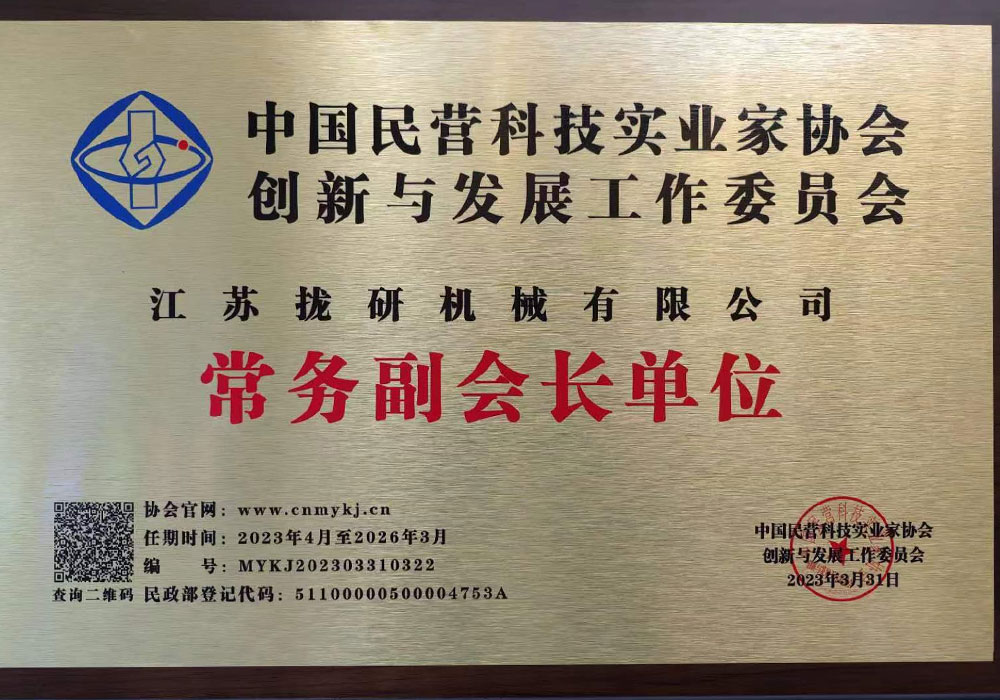 中国民营科技实业家协会
创新与发展工作委员会
江苏拢研机械有限公司
常务副会长单位
协会官网：www.cnmykj.cn
任期时间：2023年4月至2026年3月
编 号：MYKJ202303310322
查询二维码 民政部登记代码：51100000500004753A
中国民营科技实业家协会
创新与发展工作委员会
2023年3月31日